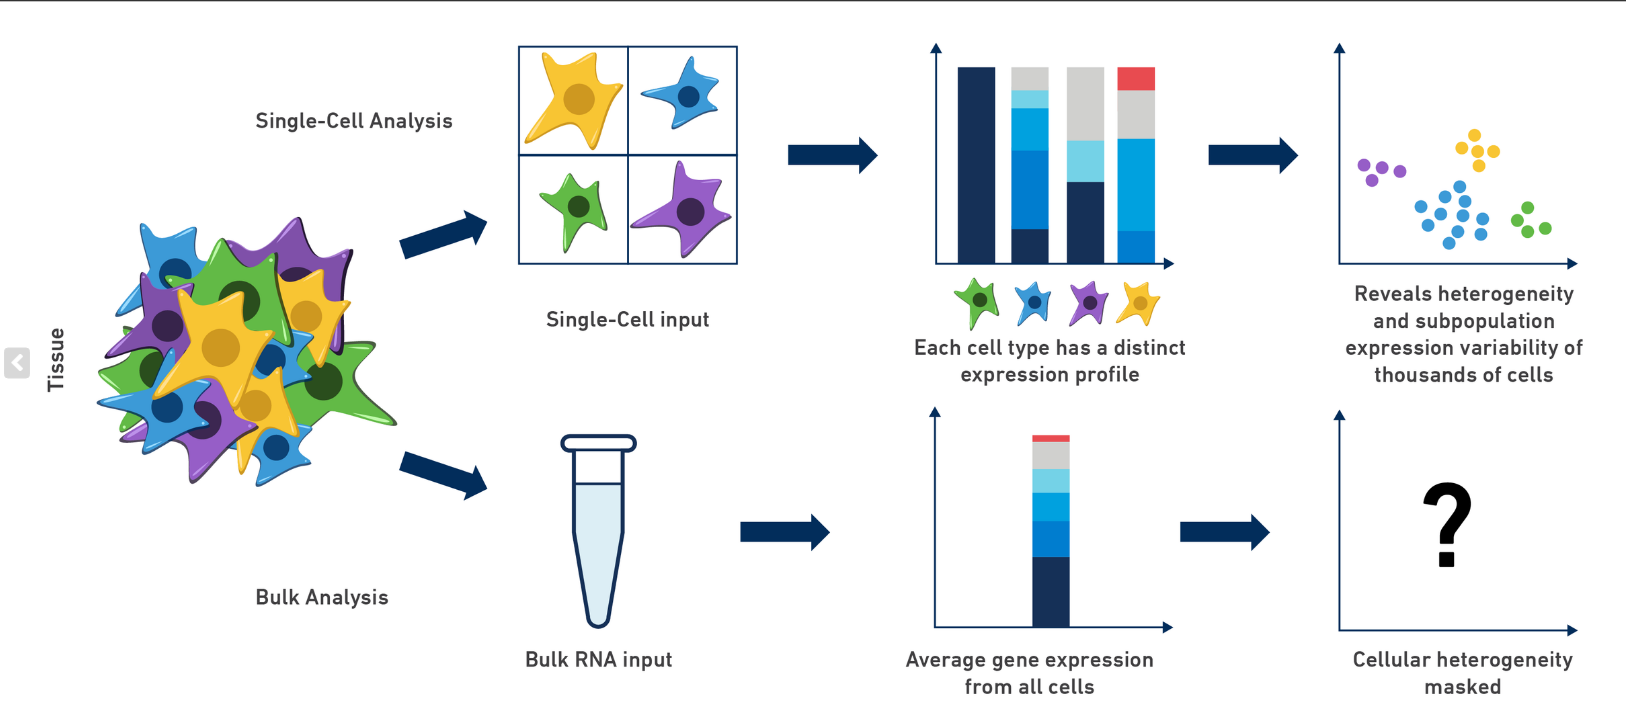 Single-Cell Analysis
Single-Cell input
Each cell type has a distinct
expression profile
Reveals heterogeneity
and subpopulation
expression variability of
thousands of cells
Tissue
Bulk Analysis
Bulk RNA input
Average gene expression
from all cells
?
Cellular heterogeneity
masked